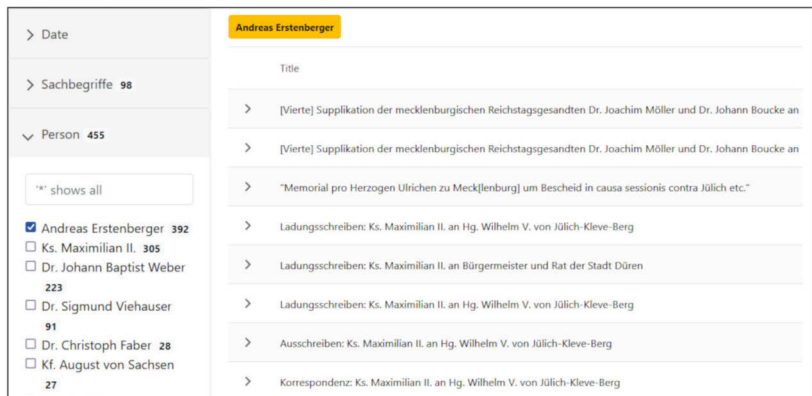 Date
Sachbegriffe 98
Person 455
'*' shows all
Andreas Erstenberger 392
Ks. Maximilian II. 305
Dr. Johann Baptist Weber
223
Dr. Sigmund Viehauser
91
Dr. Christoph Faber 28
Kf. August von Sachsen
27
Andreas Erstenberger
Title
[Vierte] Supplikation der mecklenburgischen Reichstagsgesandten Dr. Joachim Möller und Dr. Johann Boucke an
[Vierte] Supplikation der mecklenburgischen Reichstagsgesandten Dr. Joachim Möller und Dr. Johann Boucke an
"Memorial pro Herzogen Ulrichen zu Meck[lenburg] um Bescheid in causa sessionis contra Jülich etc."
Ladungsschreiben: Ks. Maximilian II. an Hg. Wilhelm V. von Jülich-Kleve-Berg
Ladungsschreiben: Ks. Maximilian II. an Bürgermeister und Rat der Stadt Düren
Ladungsschreiben: Ks. Maximilian II. an Hg. Wilhelm V. von Jülich-Kleve-Berg
Ausschreiben: Ks. Maximilian II. an Hg. Wilhelm V. von Jülich-Kleve-Berg
Korrespondenz: Ks. Maximilian II. an Hg. Wilhelm V. von Jülich-Kleve-Berg